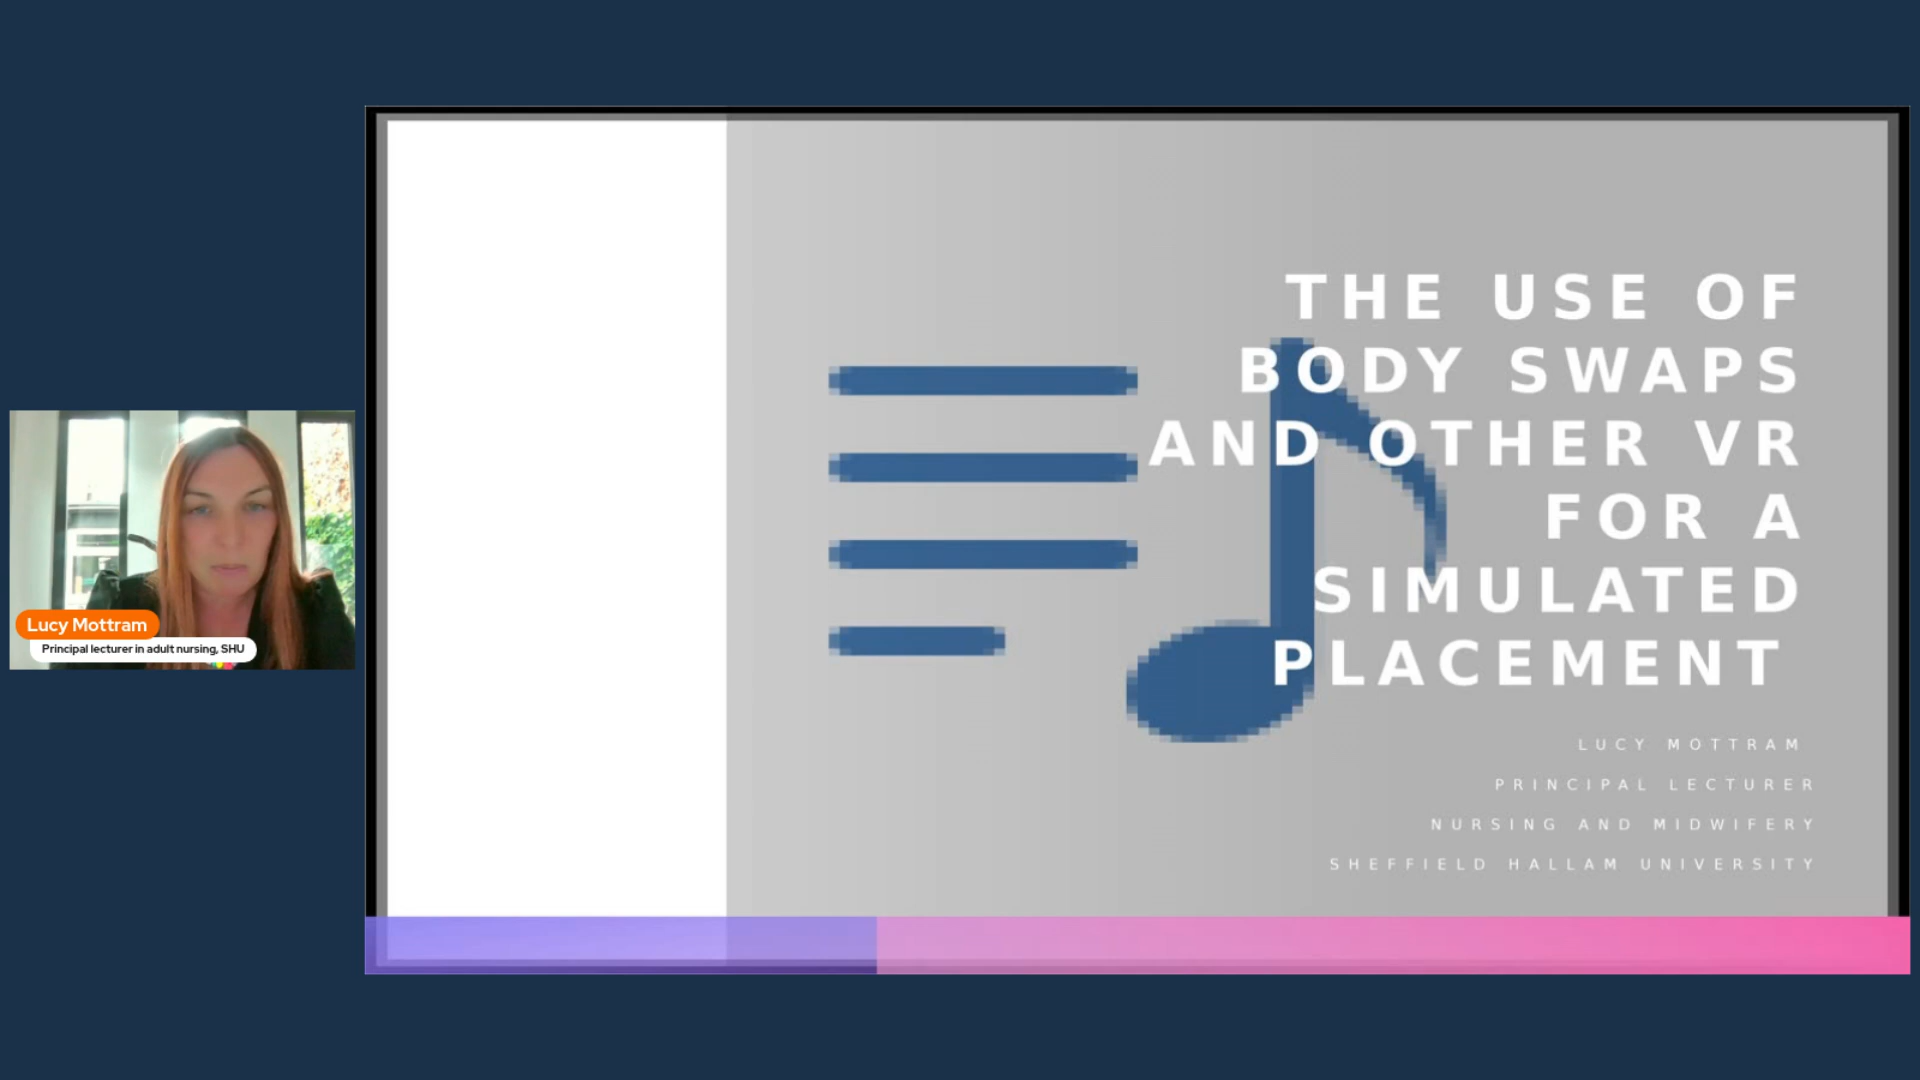 Lucy Mottram
Principal lecturer in adult nursing, SHU
THE USE OF
BODY SWAPS
AND OTHER VR
FOR A
SIMULATED
PLACEMENT
LUCY MOTTRAM
PRINCIPAL LECTURER
NURSING AND MIDWIFERY
SHEFFIELD HALLAM UNIVERSITY